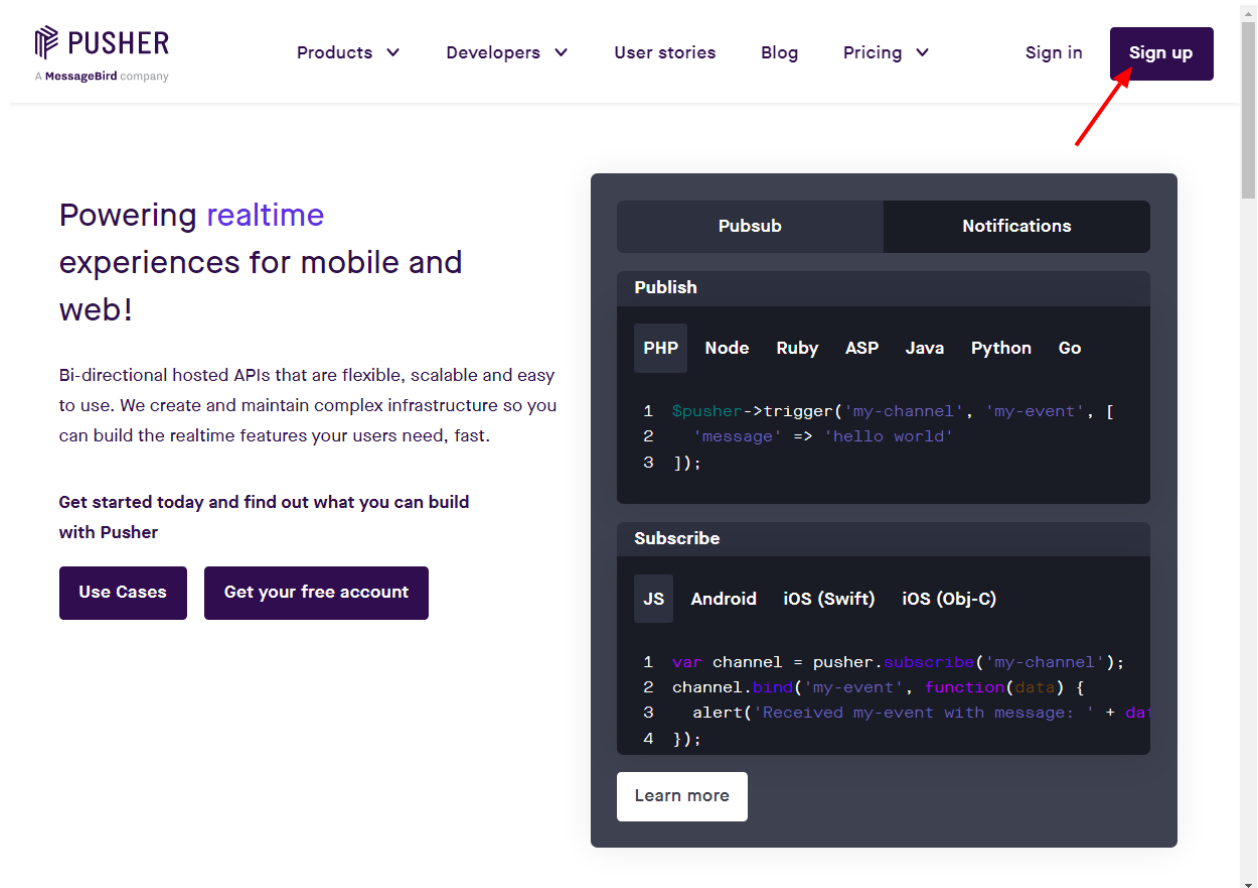 PUSHER
A MessageBird company
Products
Developers
User stories
Blog
Pricing
Sign in
Sign up
Powering realtime
experiences for mobile and
web!
Bi-directional hosted APIs that are flexible, scalable and easy
to use. We create and maintain complex infrastructure so you
can build the realtime features your users need, fast.
Get started today and find out what you can build
with Pusher
Use Cases
Get your free account
Pubsub
Notifications
Publish
PHP Node Ruby ASP Java Python Go
1 $pusher->trigger('my-channel', 'my-event', [
2 'message' => 'hello world'
3 ]);
Subscribe
JS Android iOS (Swift) iOS (Obj-C)
1 var channel = pusher.subscribe('my-channel');
2 channel.bind('my-event', function(data) {
3 alert('Received my-event with message: ' + dat
4 });
Learn more